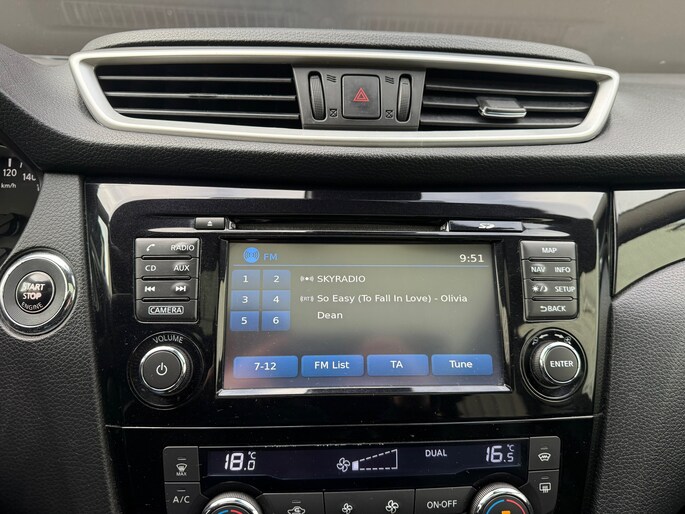 120 140
km/h
START
STOP
ENGINE
RADIO
CD AUX
CAMERA
VOLUME
FM 9:51
1 2 SKYRADIO
3 4 So Easy (To Fall In Love) - Olivia
Dean
5 6
7-12 FM List TA Tune
MAP
NAV INFO
SETUP
BACK
ENTER
MAX
A/C
18.0 °C
DUAL
16.5 °C
ON-OFF